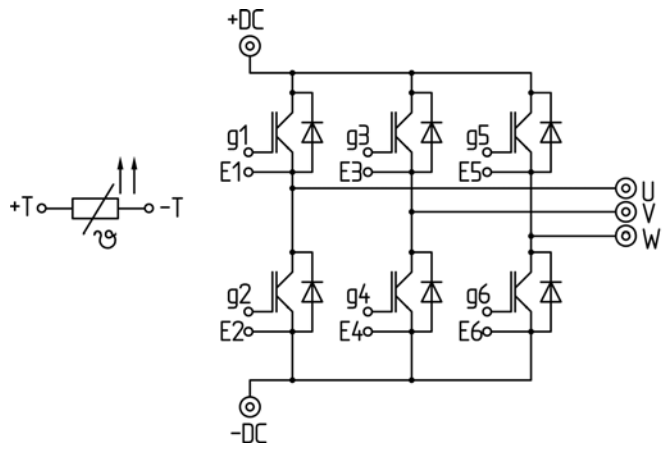 +DC
g1 g3 g5
E1 E3 E5
U
+T -T
V
ϑ
W
g2 g4 g6
E2 E4 E6
-DC